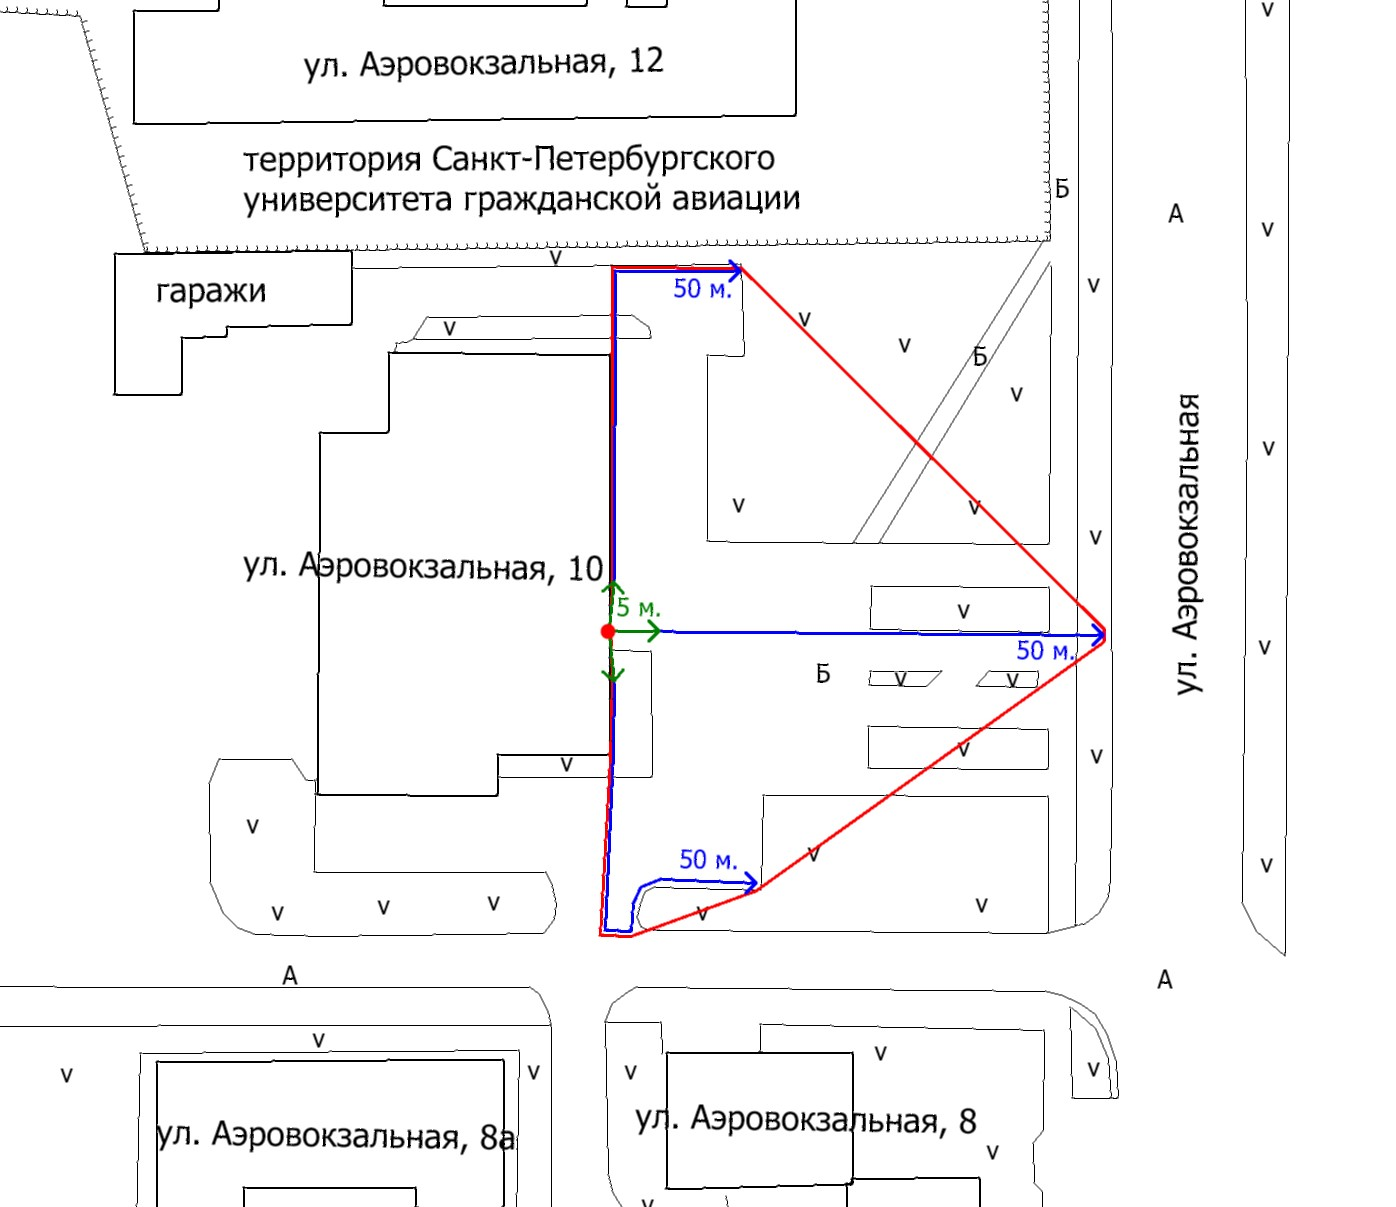 ул. Аэровокзальная, 12
территория Санкт-Петербургского
университета гражданской авиации
v
Б
А
v
v
гаражи
v
50 м.
v
v
v
v
Б
v
v
v
v
v
ул. Аэровокзальная
v
ул. Аэровокзальная, 10
5 м.
v
v
50 м.
Б
v
v
v
v
v
v
50 м.
v
v
v
v
v
v
v
v
А
А
v
v
v
v
v
v
ул. Аэровокзальная, 8а
ул. Аэровокзальная, 8
v
v